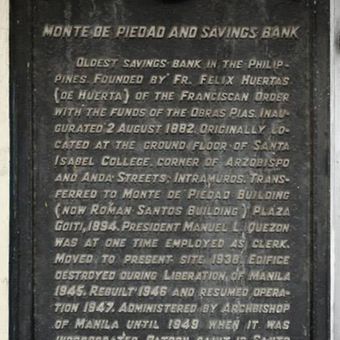 MONTE DE PIEDAD AND SAVINGS BANK
OLDEST SAVINGS BANK IN THE PHILIP-
PINES. FOUNDED BY FR. FELIX HUERTAS
(DE HUERTA) OF THE FRANCISCAN ORDER
WITH THE FUNDS OF THE OBRAS PIAS. INAU-
GURATED 2 AUGUST 1882. ORIGINALLY LO-
CATED AT THE GROUND FLOOR OF SANTA
ISABEL COLLEGE, CORNER OF ARZOBISPO
AND ANDA STREETS, INTRAMUROS. TRANS-
FERRED TO MONTE DE PIEDAD BUILDING
(NOW ROMAN SANTOS BUILDING) PLAZA
GOITI, 1894. PRESIDENT MANUEL L. QUEZON
WAS AT ONE TIME EMPLOYED AS CLERK.
MOVED TO PRESENT SITE 1938. EDIFICE
DESTROYED DURING LIBERATION OF MANILA
1945. REBUILT 1946 AND RESUMED OPERA-
TION 1947. ADMINISTERED BY ARCHBISHOP
OF MANILA UNTIL 1949 WHEN IT WAS
INCORPORATED. PATRON SAINT IS SANTA